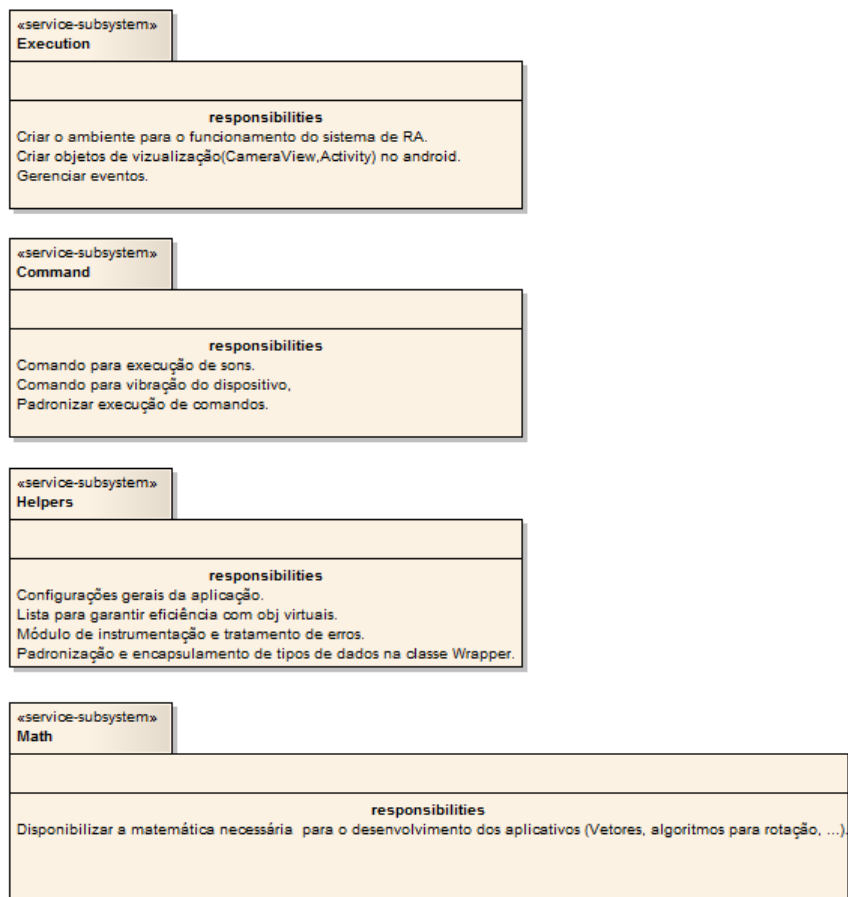 «service-subsystem»
Execution
responsibilities
Criar o ambiente para o funcionamento do sistema de RA.
Criar objetos de vizualização(CameraView,Activity) no android.
Gerenciar eventos.
«service-subsystem»
Command
responsibilities
Comando para execução de sons.
Comando para vibração do dispositivo,
Padronizar execução de comandos.
«service-subsystem»
Helpers
responsibilities
Configurações gerais da aplicação.
Lista para garantir eficiência com obj virtuais.
Módulo de instrumentação e tratamento de erros.
Padronização e encapsulamento de tipos de dados na classe Wrapper.
«service-subsystem»
Math
responsibilities
Disponibilizar a matemática necessária  para o desenvolvimento dos aplicativos (Vetores, algoritmos para rotação, ...).